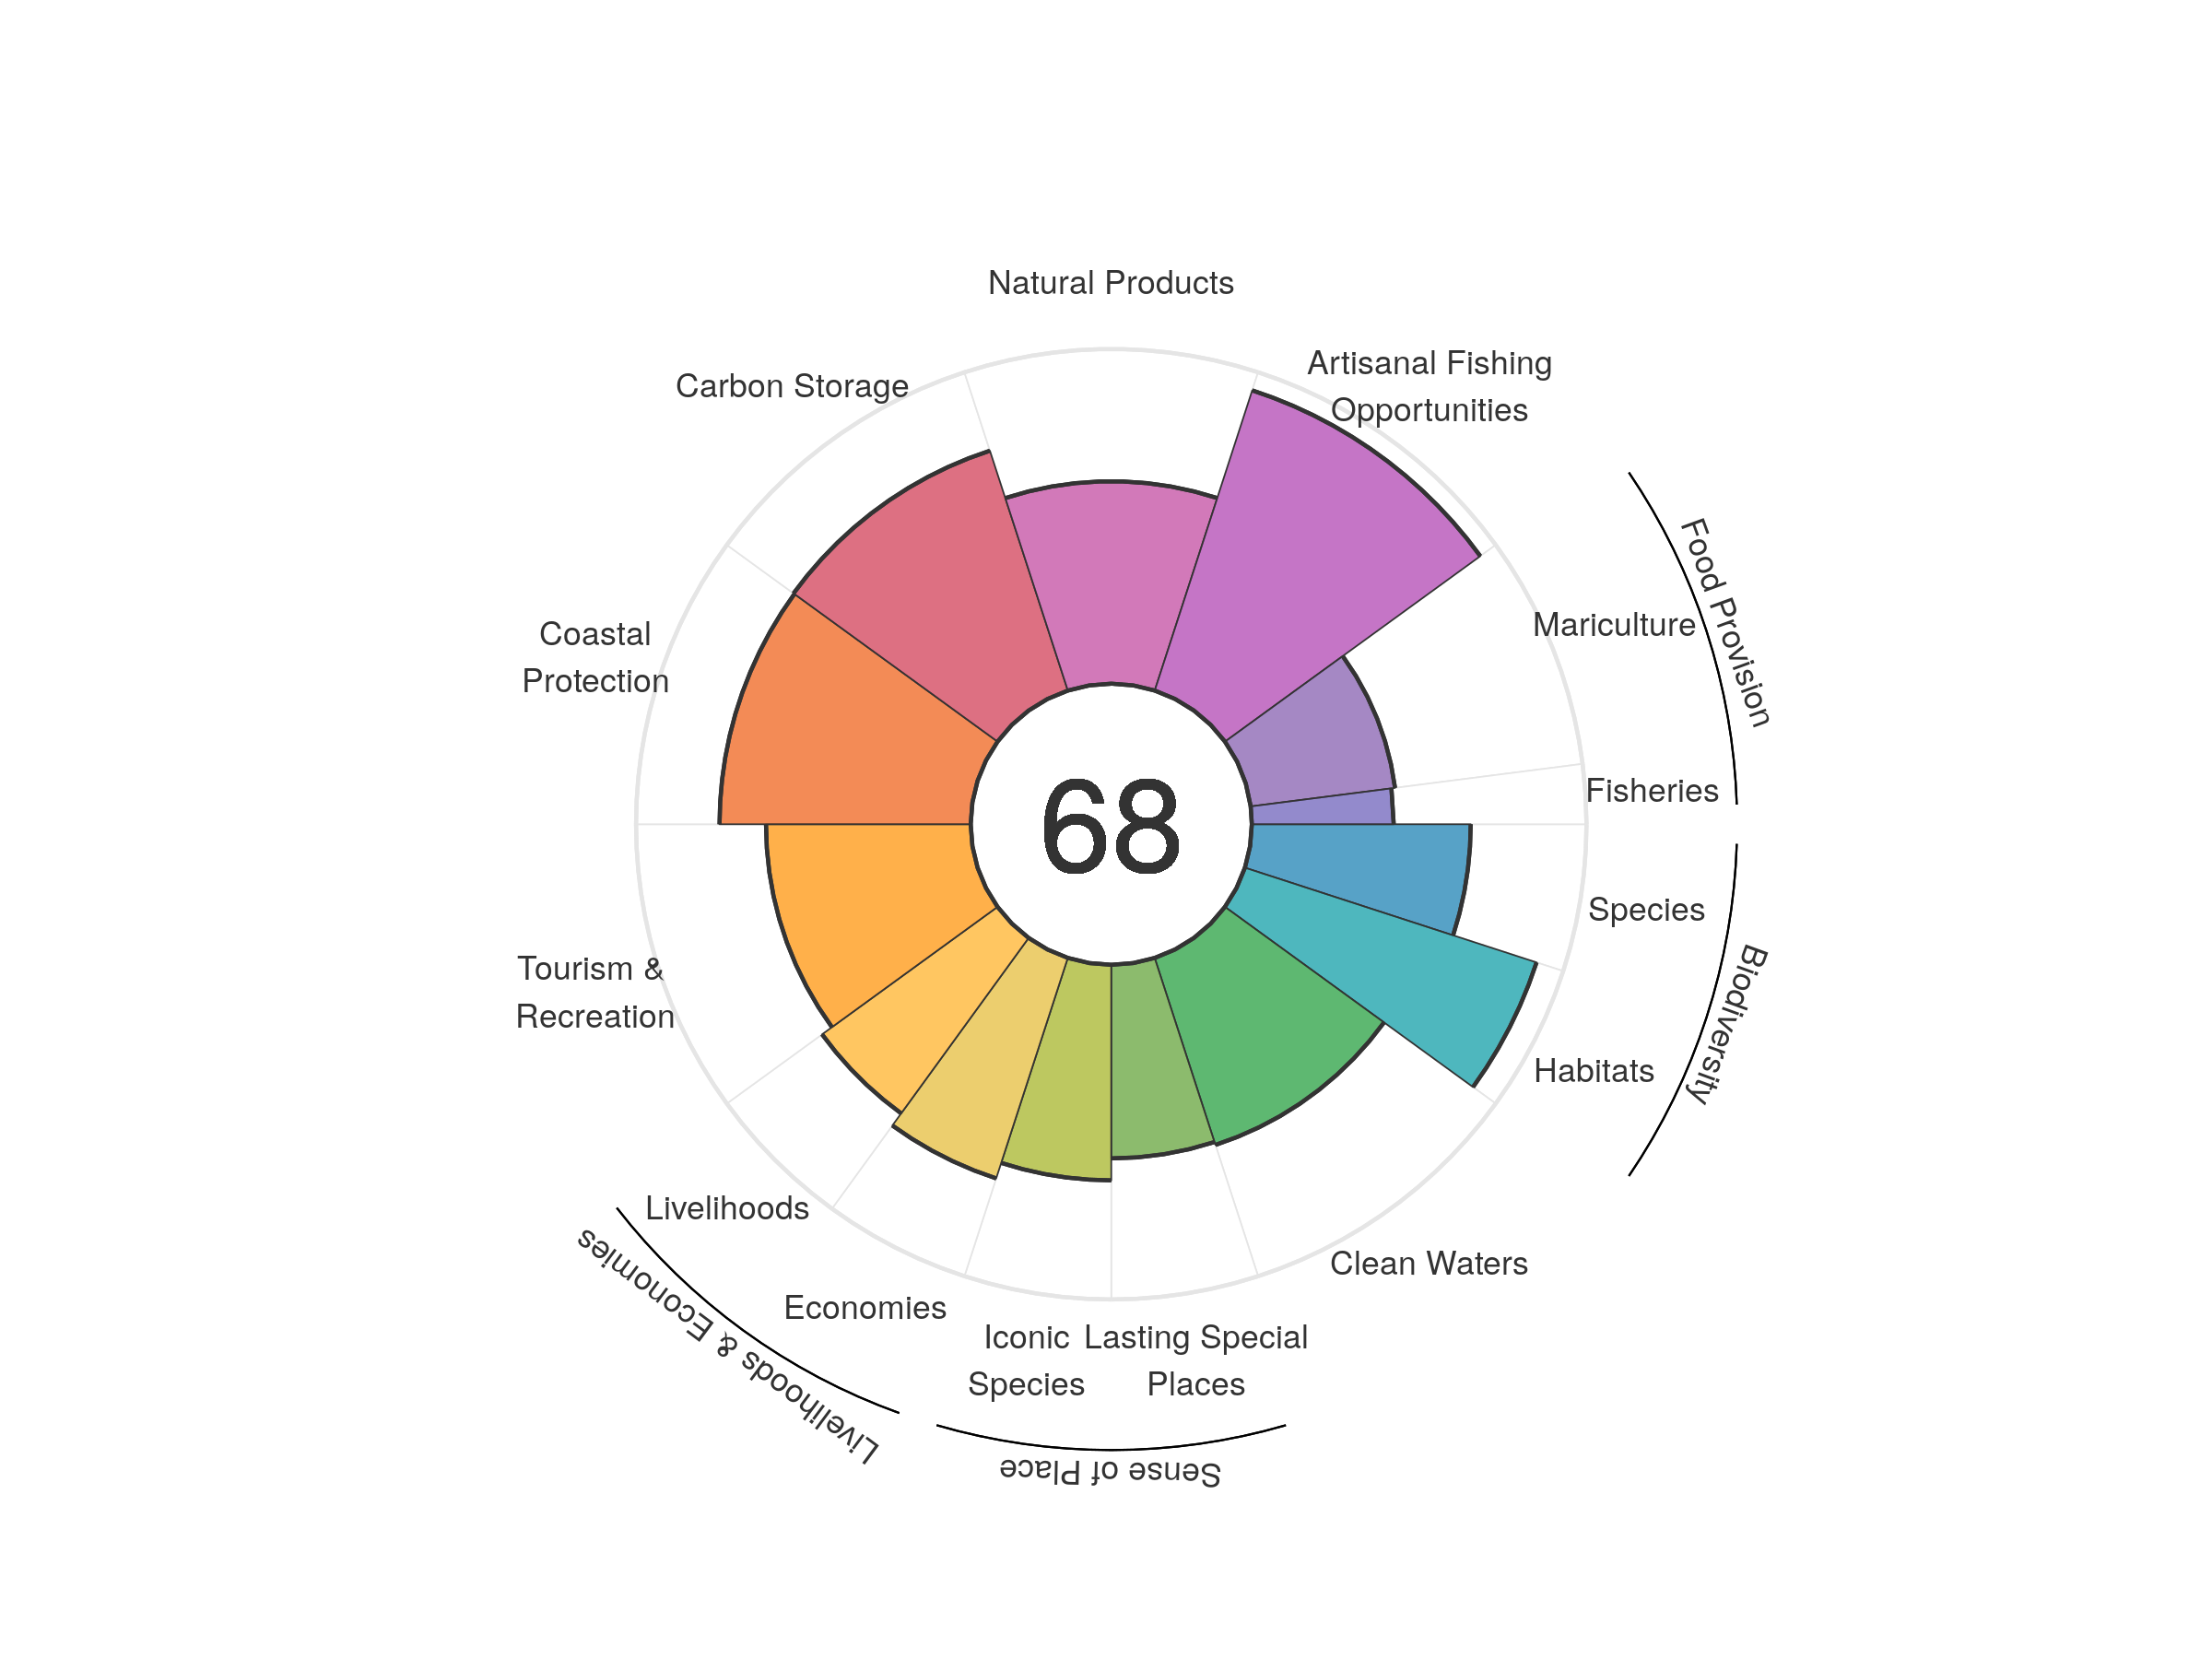 Natural Products
Artisanal Fishing
Opportunities
Carbon Storage
Food Provision
Mariculture
Coastal
Protection
68
Fisheries
Species
Biodiversity
Tourism &
Recreation
Habitats
Livelihoods
Livelihoods & Economies
Clean Waters
Economies
Iconic
Species
Lasting Special
Places
Sense of Place